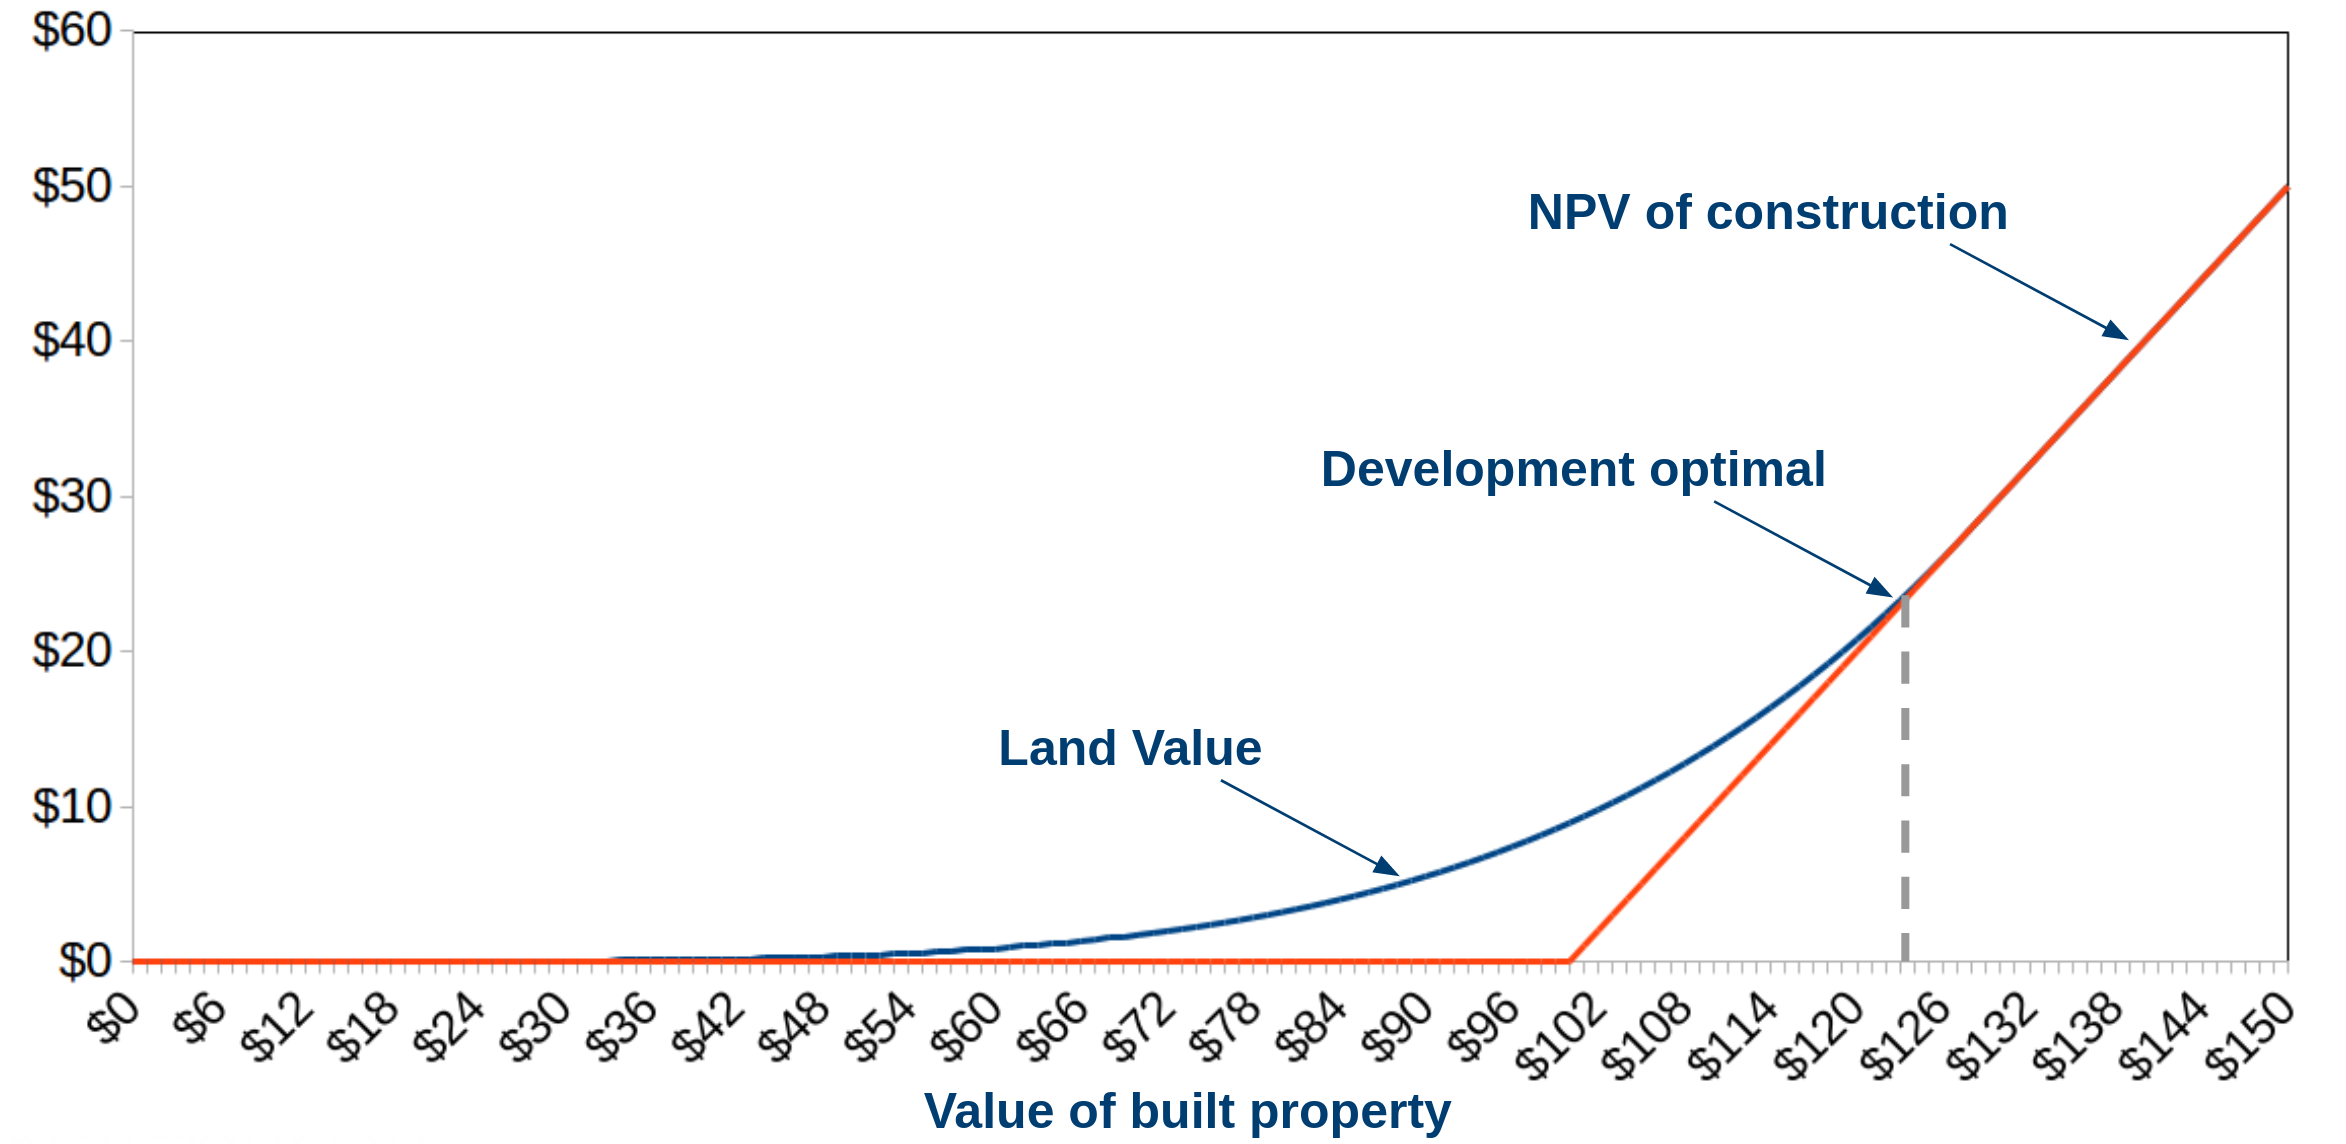 $60
$50
$40
$30
$20
$10
$0
NPV of construction
Development optimal
Land Value
$0 $6 $12 $18 $24 $30 $36 $42 $48 $54 $60 $66 $72 $78 $84 $90 $96 $102 $108 $114 $120 $126 $132 $138 $144 $150
Value of built property